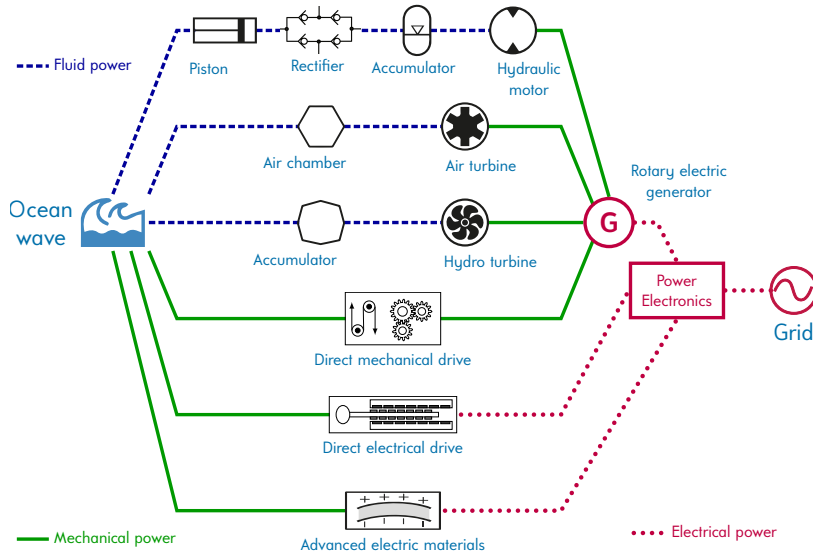 Fluid power
Piston
Rectifier
Accumulator
Hydraulic
motor
Air chamber
Air turbine
Rotary electric
generator
Ocean
wave
G
Accumulator
Hydro turbine
Power
Electronics
Grid
Direct mechanical drive
Direct electrical drive
Mechanical power
Advanced electric materials
Electrical power